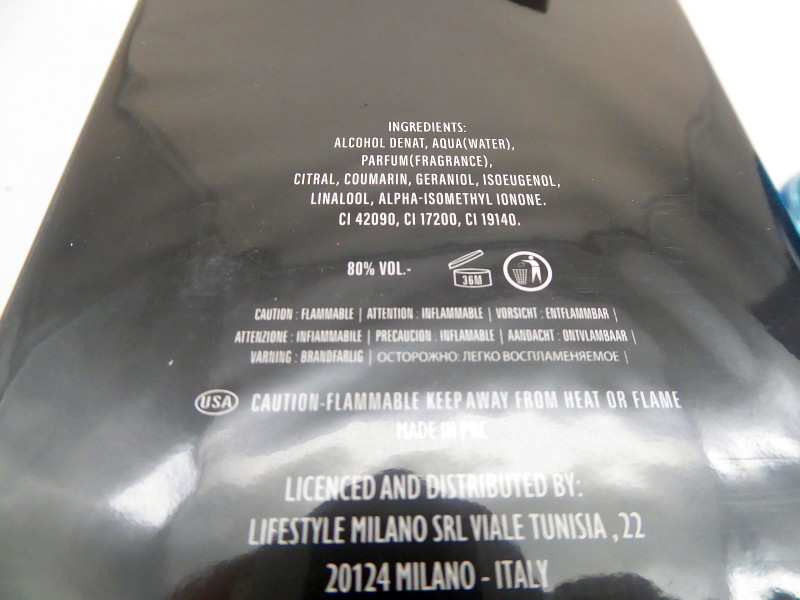 INGREDIENTS:
ALCOHOL DENAT, AQUA(WATER),
PARFUM(FRAGRANCE),
CITRAL, COUMARIN, GERANIOL, ISOEUGENOL,
LINALOOL, ALPHA-ISOMETHYL IONONE.
CI 42090, CI 17200, CI 19140.
80% VOL.-
36M
CAUTION : FLAMMABLE | ATTENTION : INFLAMMABLE | VORSICHT : ENTFLAMMBAR |
ATTENZIONE : INFIAMMABILE | PRECAUCION : INFLAMABLE | AANDACHT : ONTVLAMBAAR |
VARNING : BRANDFARLIG | ОСТОРОЖНО: ЛЕГКО ВОСПЛАМЕНЯЕМОЕ |
USA CAUTION-FLAMMABLE KEEP AWAY FROM HEAT OR FLAME
MADE IN PRC
LICENCED AND DISTRIBUTED BY:
LIFESTYLE MILANO SRL VIALE TUNISIA ,22
20124 MILANO - ITALY